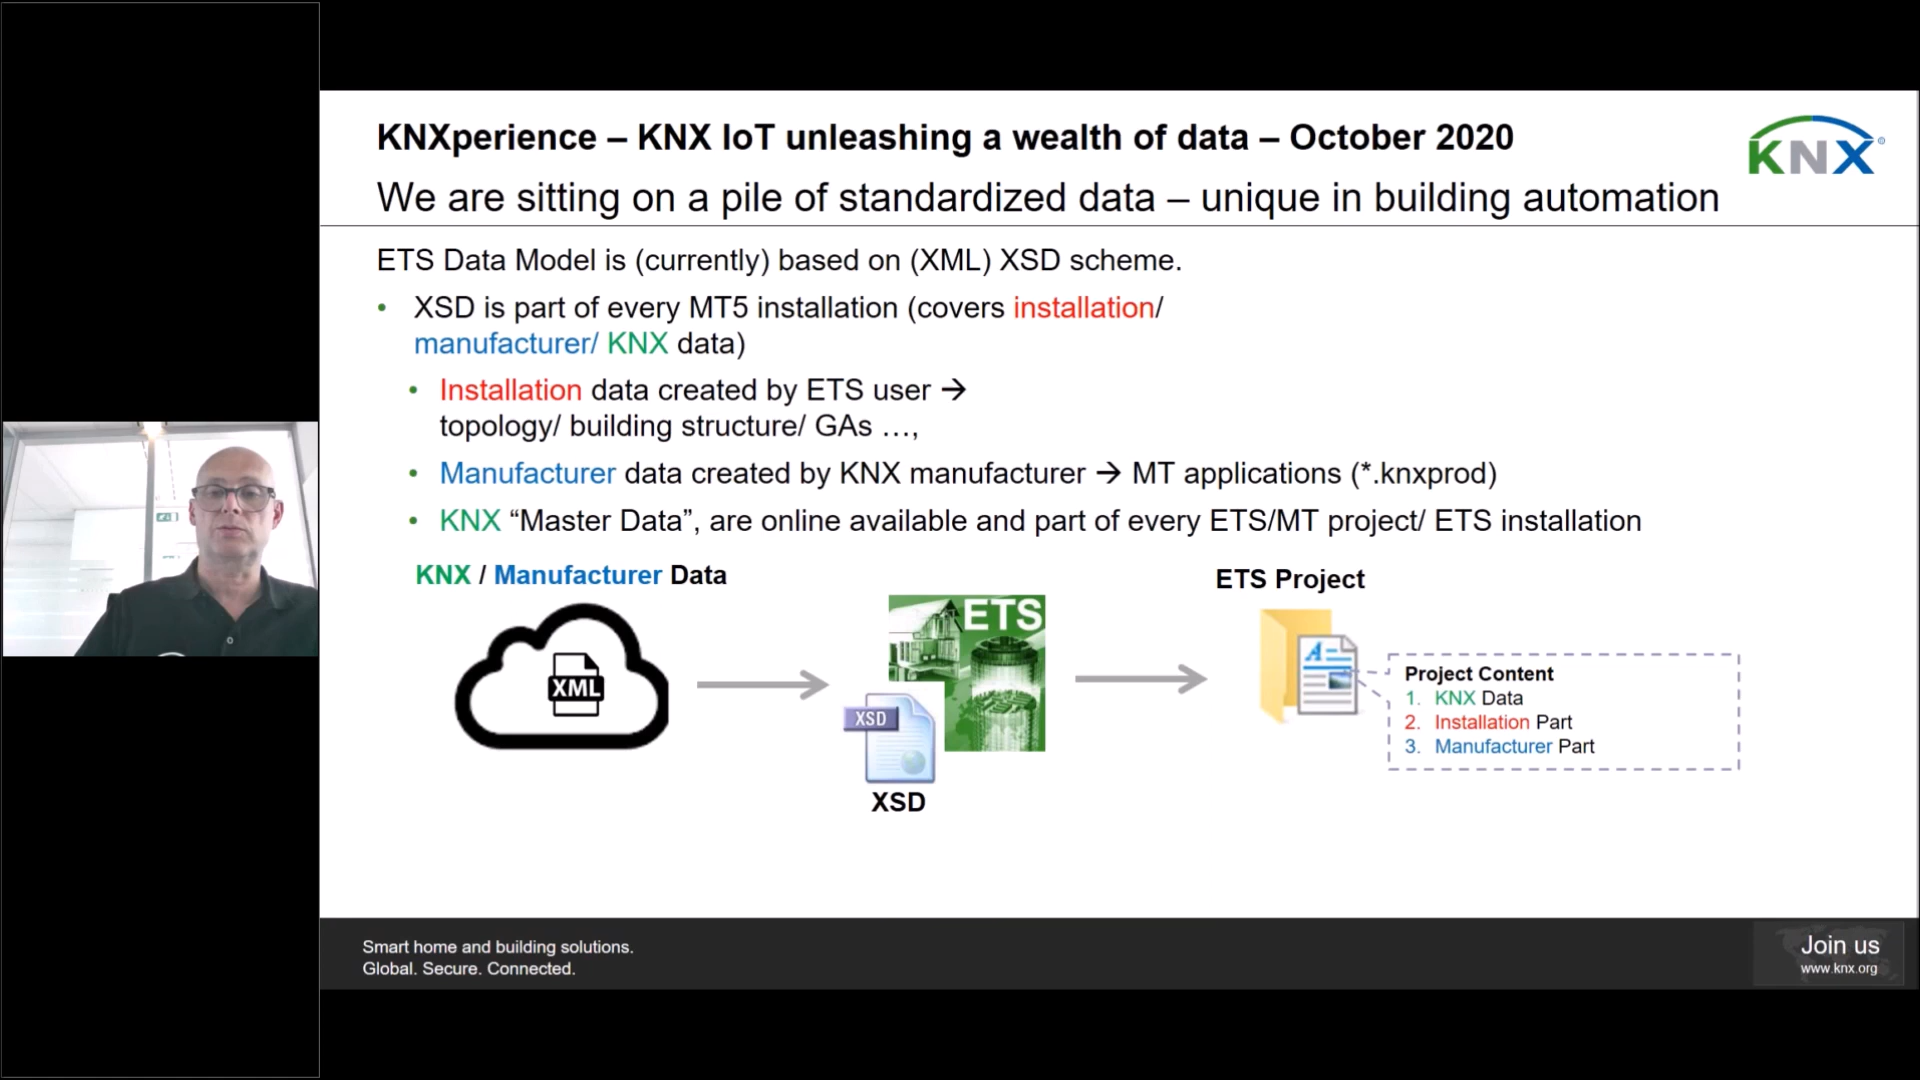 KNXperience – KNX IoT unleashing a wealth of data – October 2020
KNX®
We are sitting on a pile of standardized data – unique in building automation
ETS Data Model is (currently) based on (XML) XSD scheme.
• XSD is part of every MT5 installation (covers installation/
manufacturer/ KNX data)
• Installation data created by ETS user →
topology/ building structure/ GAs …,
• Manufacturer data created by KNX manufacturer → MT applications (*.knxprod)
• KNX “Master Data”, are online available and part of every ETS/MT project/ ETS installation
KNX / Manufacturer Data
ETS Project
XML
ETS
XSD
XSD
A
Project Content
1. KNX Data
2. Installation Part
3. Manufacturer Part
Smart home and building solutions.
Global. Secure. Connected.
Join us
www.knx.org